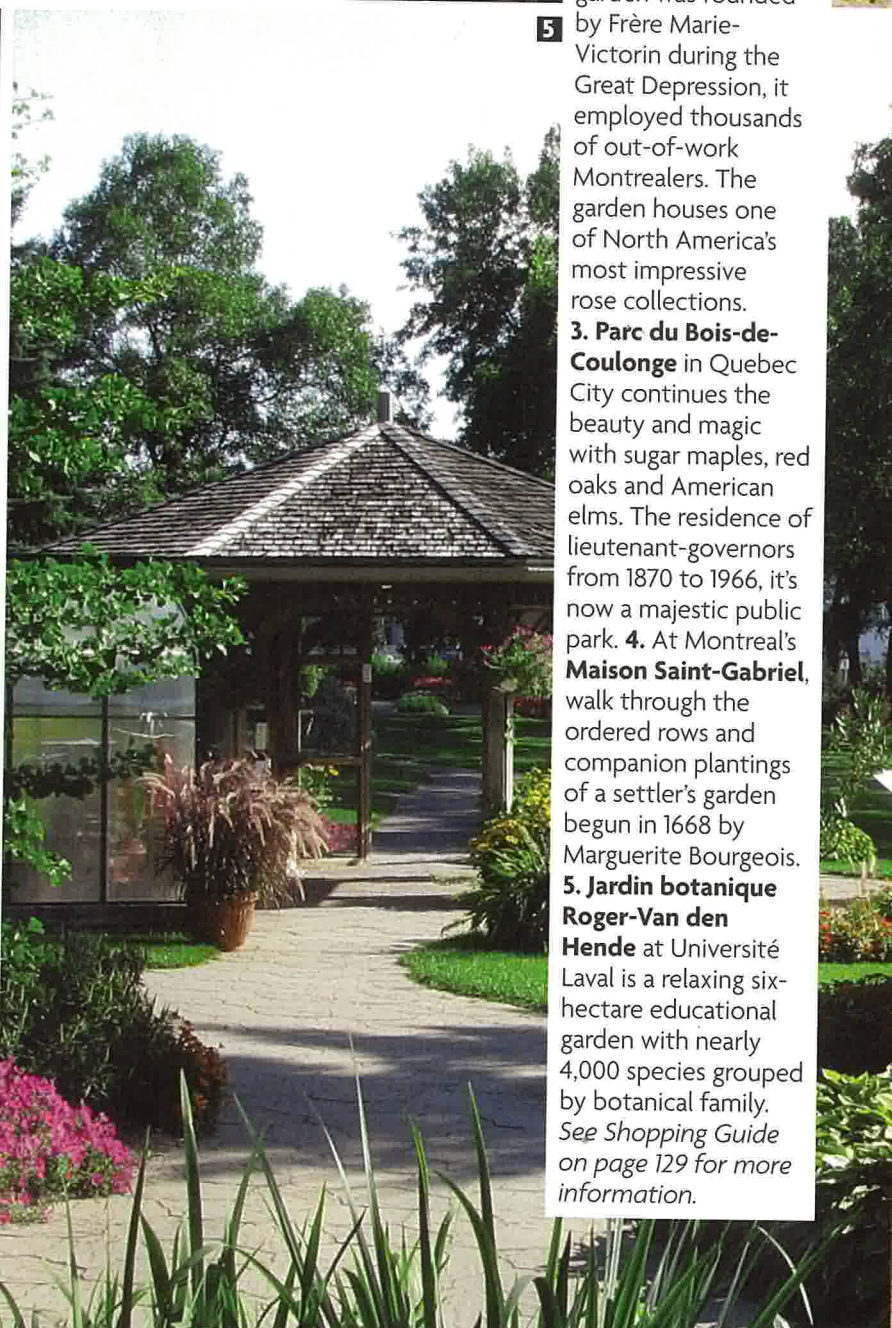 garden was founded
5 by Frère Marie-
Victorin during the
Great Depression, it
employed thousands
of out-of-work
Montrealers. The
garden houses one
of North America's
most impressive
rose collections.
3. Parc du Bois-de-
Coulonge in Quebec
City continues the
beauty and magic
with sugar maples, red
oaks and American
elms. The residence of
lieutenant-governors
from 1870 to 1966, it's
now a majestic public
park. 4. At Montreal's
Maison Saint-Gabriel,
walk through the
ordered rows and
companion plantings
of a settler's garden
begun in 1668 by
Marguerite Bourgeois.
5. Jardin botanique
Roger-Van den
Hende at Université
Laval is a relaxing six-
hectare educational
garden with nearly
4,000 species grouped
by botanical family.
See Shopping Guide
on page 129 for more
information.